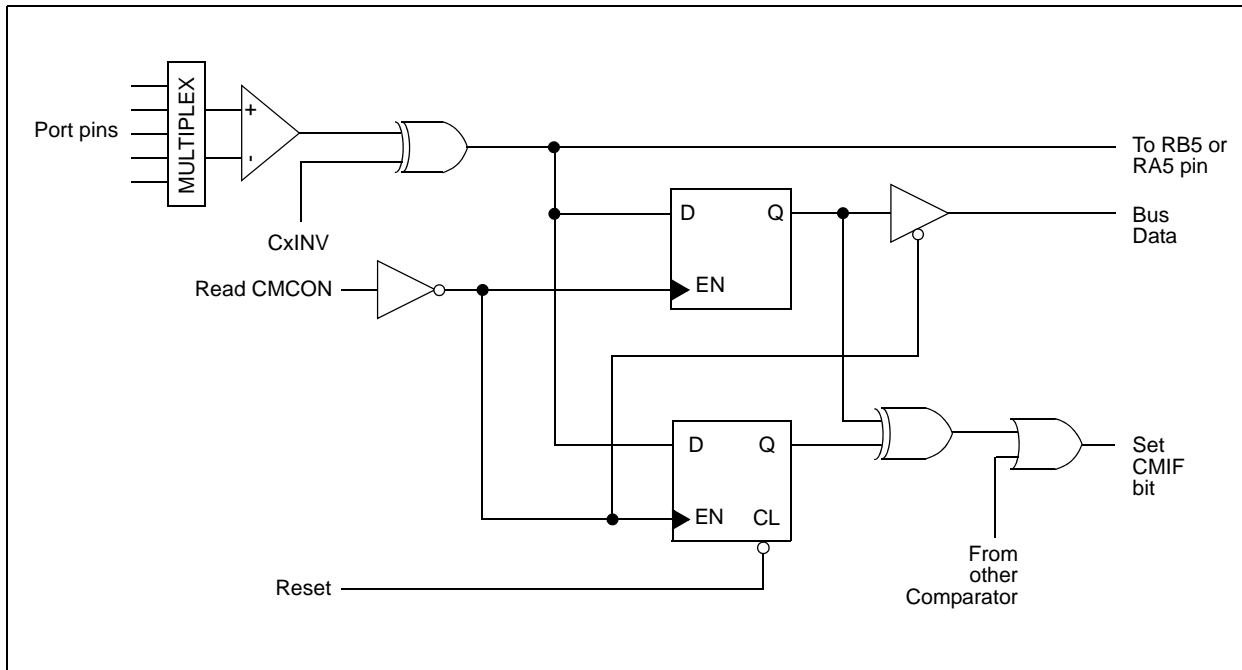 MULTIPLEX
+
-
Port pins
CxINV
To RB5 or
RA5 pin
D
Q
EN
Bus
Data
Read CMCON
D
Q
EN
CL
Set
CMIF
bit
From
other
Comparator
Reset